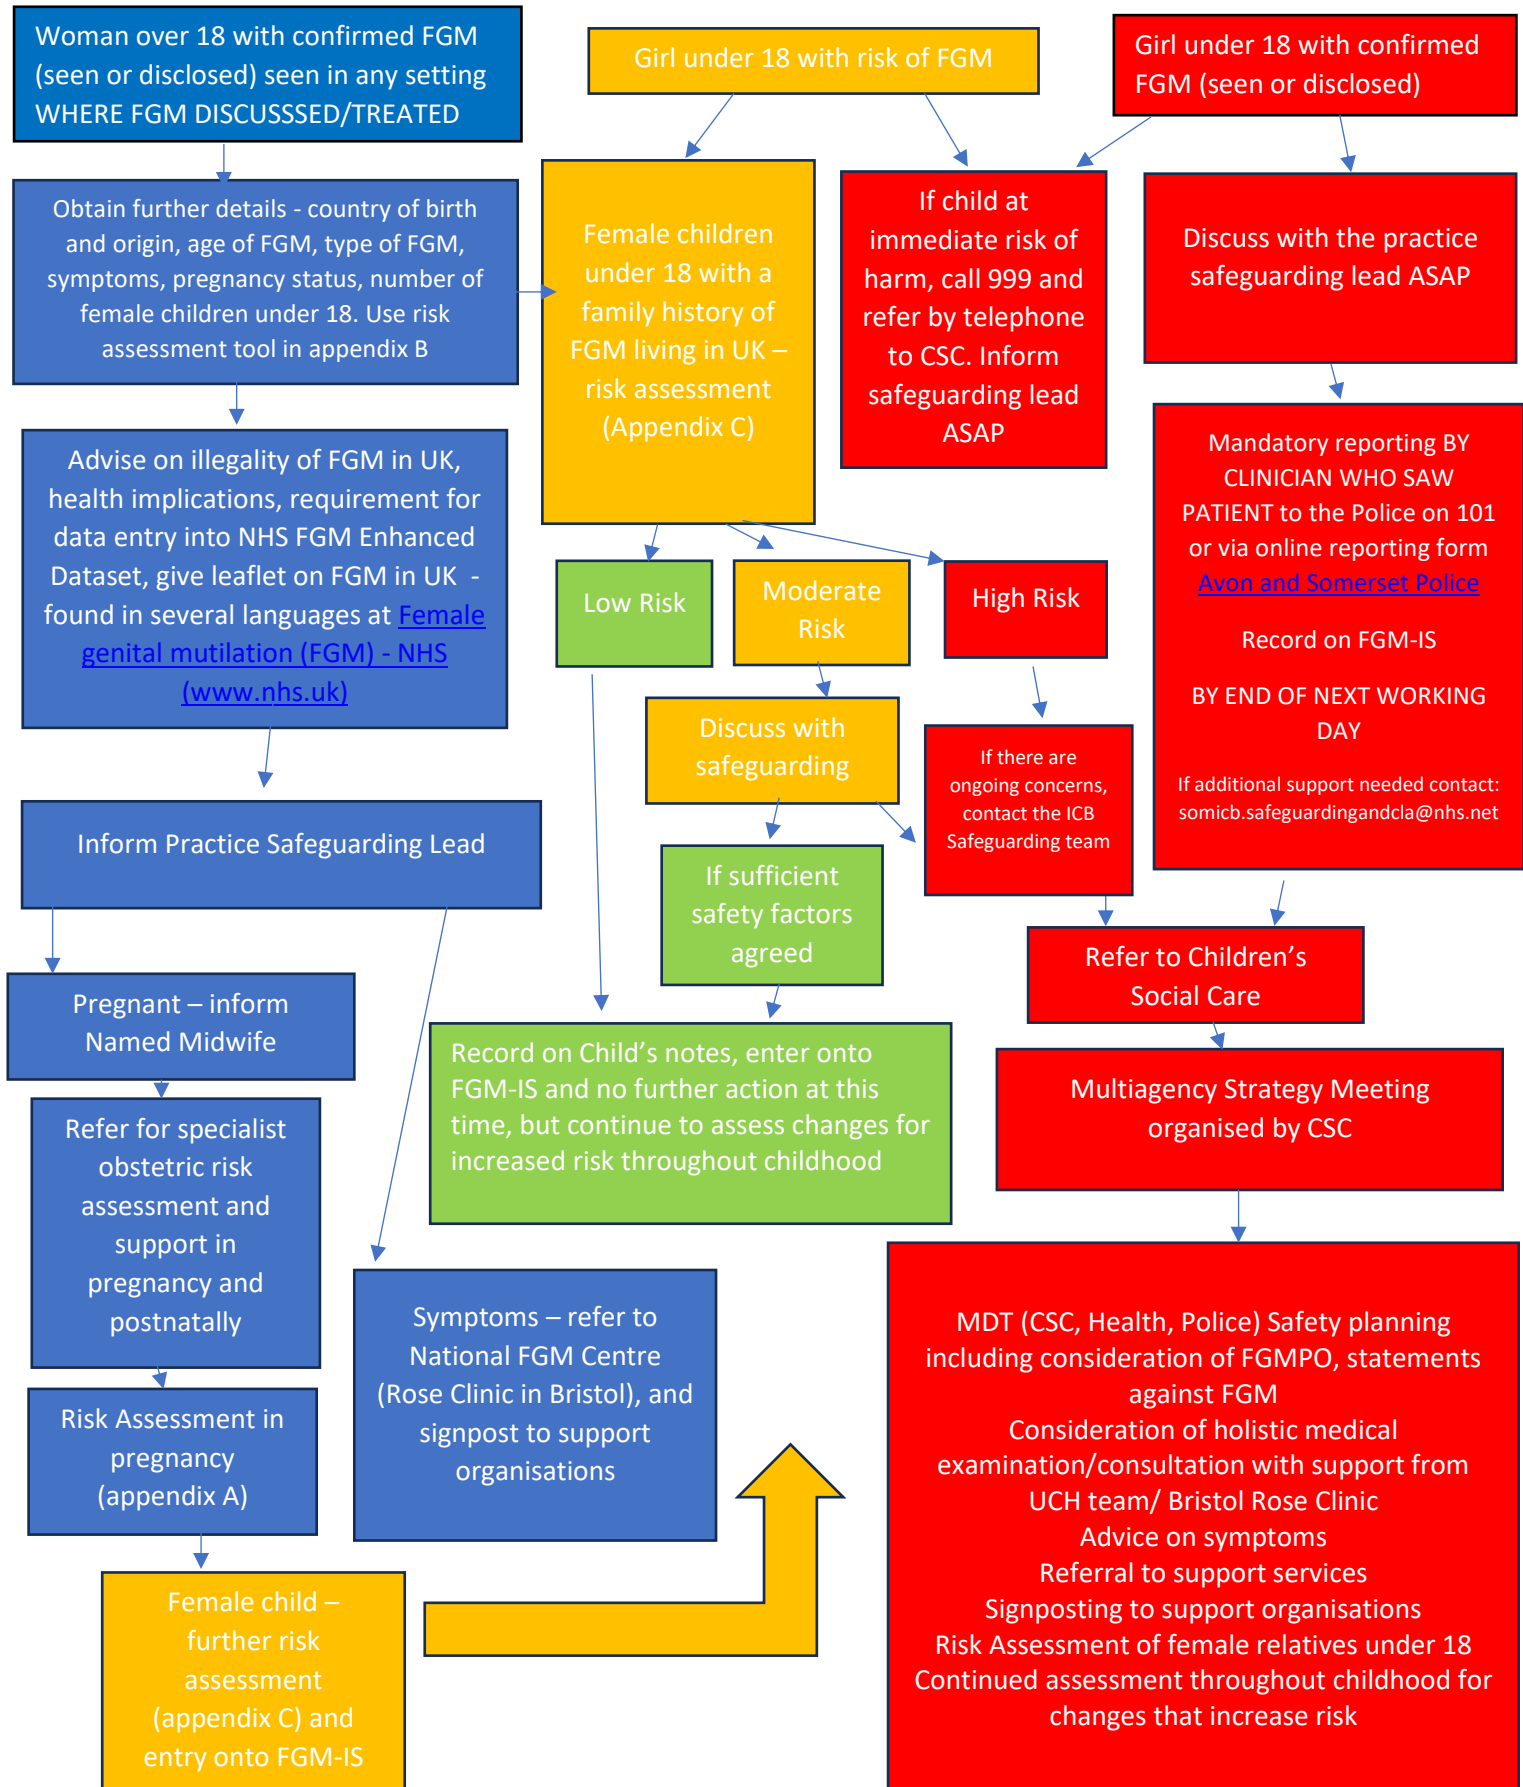 Woman over 18 with confirmed FGM
(seen or disclosed) seen in any setting
WHERE FGM DISCUSSSED/TREATED
Girl under 18 with risk of FGM
Girl under 18 with confirmed
FGM (seen or disclosed)
Obtain further details - country of birth
and origin, age of FGM, type of FGM,
symptoms, pregnancy status, number of
female children under 18. Use risk
assessment tool in appendix B
Female children
under 18 with a
family history of
FGM living in UK –
risk assessment
(Appendix C)
If child at
immediate risk of
harm, call 999 and
refer by telephone
to CSC. Inform
safeguarding lead
ASAP
Discuss with the practice
safeguarding lead ASAP
Advise on illegality of FGM in UK,
health implications, requirement for
data entry into NHS FGM Enhanced
Dataset, give leaflet on FGM in UK  -
found in several languages at Female
genital mutilation (FGM) - NHS
(www.nhs.uk)
Mandatory reporting BY
CLINICIAN WHO SAW
PATIENT to the Police on 101
or via online reporting form
Avon and Somerset Police
Record on FGM-IS
BY END OF NEXT WORKING
DAY
If additional support needed contact:
somicb.safeguardingandcla@nhs.net
Low Risk
Moderate
Risk
High Risk
Discuss with
safeguarding
If there are
ongoing concerns,
contact the ICB
Safeguarding team
Inform Practice Safeguarding Lead
If sufficient
safety factors
agreed
Refer to Children's
Social Care
Pregnant – inform
Named Midwife
Record on Child's notes, enter onto
FGM-IS and no further action at this
time, but continue to assess changes for
increased risk throughout childhood
Multiagency Strategy Meeting
organised by CSC
Refer for specialist
obstetric risk
assessment and
support in
pregnancy and
postnatally
Symptoms – refer to
National FGM Centre
(Rose Clinic in Bristol), and
signpost to support
organisations
MDT (CSC, Health, Police) Safety planning
including consideration of FGMPO, statements
against FGM
Consideration of holistic medical
examination/consultation with support from
UCH team/ Bristol Rose Clinic
Advice on symptoms
Referral to support services
Signposting to support organisations
Risk Assessment of female relatives under 18
Continued assessment throughout childhood for
changes that increase risk
Risk Assessment in
pregnancy
(appendix A)
Female child –
further risk
assessment
(appendix C) and
entry onto FGM-IS